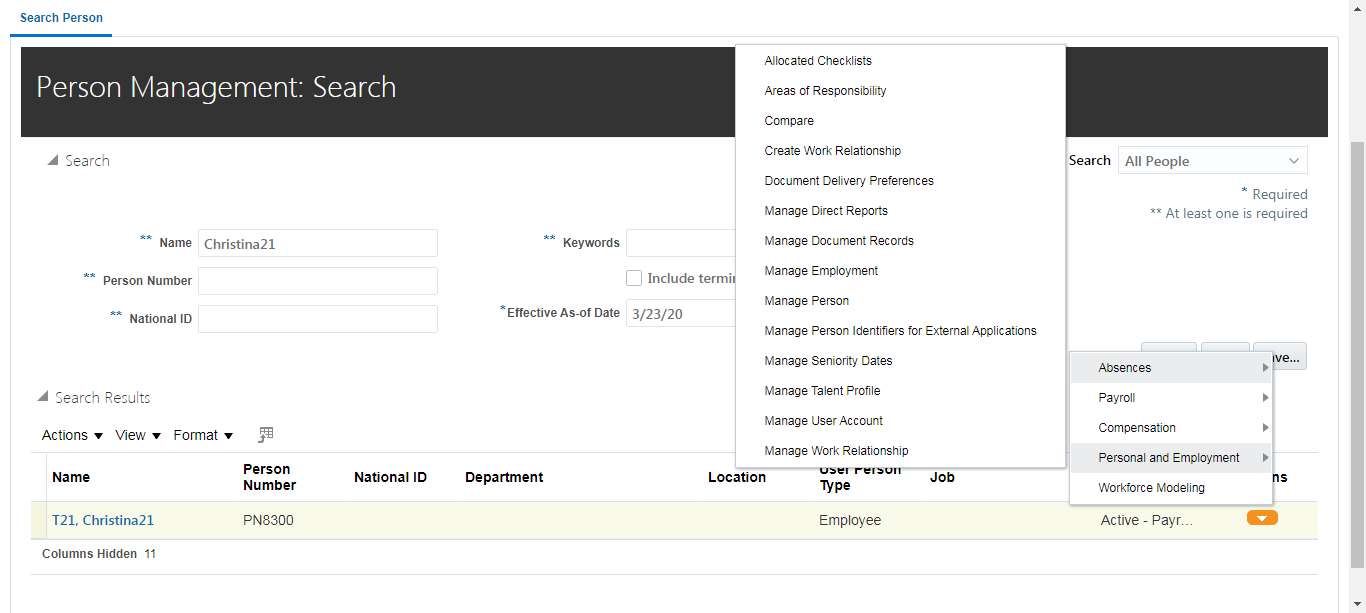 Search Person
Person Management: Search
Search
Search All People
* Required
** At least one is required
** Name Christina21
** Person Number
** National ID
** Keywords
Include termin
*Effective As-of Date 3/23/20
ve...
Allocated Checklists
Areas of Responsibility
Compare
Create Work Relationship
Document Delivery Preferences
Manage Direct Reports
Manage Document Records
Manage Employment
Manage Person
Manage Person Identifiers for External Applications
Manage Seniority Dates
Manage Talent Profile
Manage User Account
Manage Work Relationship
Absences
Payroll
Compensation
Personal and Employment
Workforce Modeling
Search Results
Actions View Format
Name Person Number National ID Department Location User Person Type Job ns
T21, Christina21 PN8300 Employee Active - Payr...
Columns Hidden 11